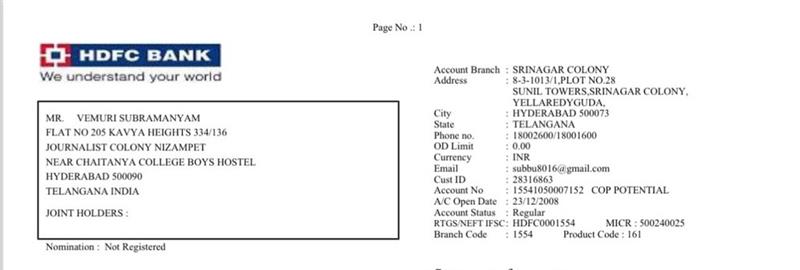 Page No .: 1
HDFC BANK
We understand your world
MR. VEMURI SUBRAMANYAM
FLAT NO 205 KAVYA HEIGHTS 334/136
JOURNALIST COLONY NIZAMPET
NEAR CHAITANYA COLLEGE BOYS HOSTEL
HYDERABAD 500090
TELANGANA INDIA
JOINT HOLDERS :
Nomination : Not Registered
Account Branch : SRINAGAR COLONY
Address : 8-3-1013/1,PLOT NO.28
SUNIL TOWERS,SRINAGAR COLONY,
YELLAREDYGUDA,
City : HYDERABAD 500073
State : TELANGANA
Phone no. : 18002600/18001600
OD Limit : 0.00
Currency : INR
Email : subbu8016@gmail.com
Cust ID : 28316863
Account No : 15541050007152 COP POTENTIAL
A/C Open Date : 23/12/2008
Account Status : Regular
RTGS/NEFT IFSC: HDFC0001554 MICR : 500240025
Branch Code : 1554 Product Code : 161